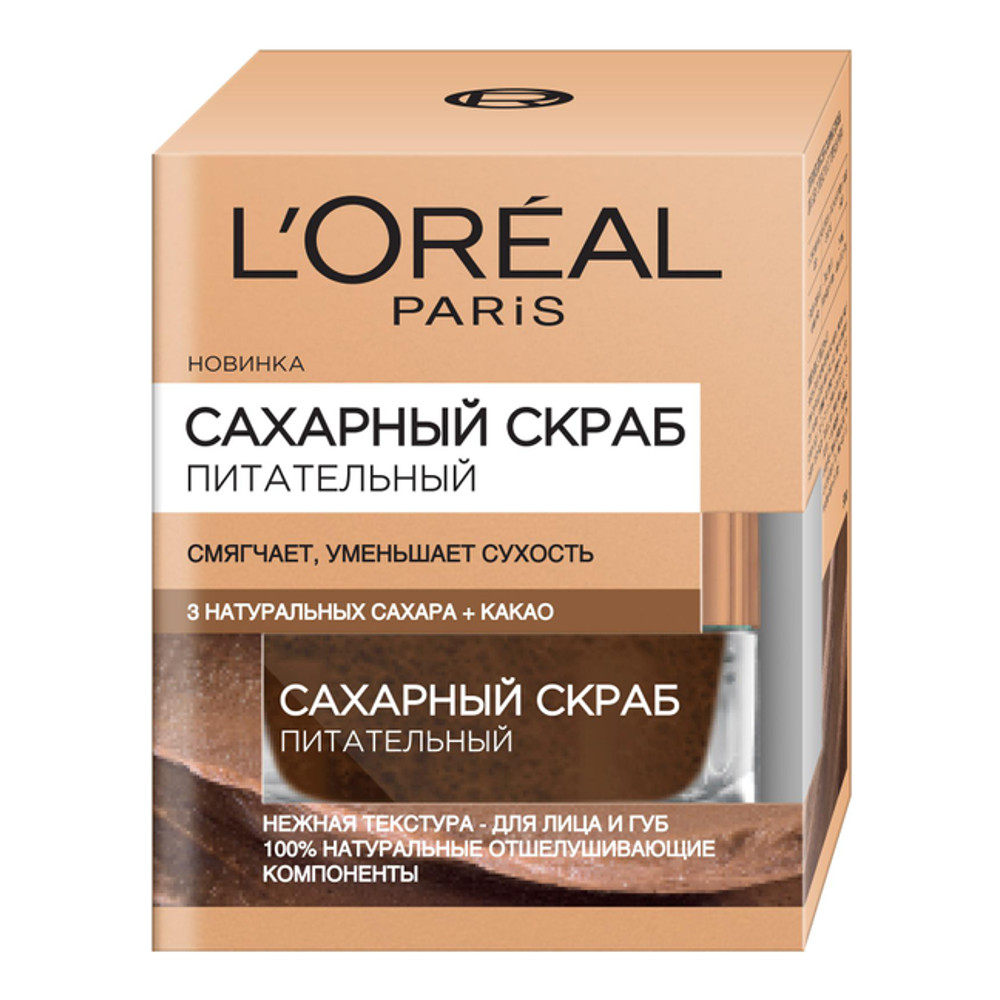 L'ORÉAL
PARiS
НОВИНКА
САХАРНЫЙ СКРАБ
ПИТАТЕЛЬНЫЙ
СМЯГЧАЕТ, УМЕНЬШАЕТ СУХОСТЬ
3 НАТУРАЛЬНЫХ САХАРА + КАКАО
САХАРНЫЙ СКРАБ
ПИТАТЕЛЬНЫЙ
НЕЖНАЯ ТЕКСТУРА - ДЛЯ ЛИЦА И ГУБ
100% НАТУРАЛЬНЫЕ ОТШЕЛУШИВАЮЩИЕ
КОМПОНЕНТЫ